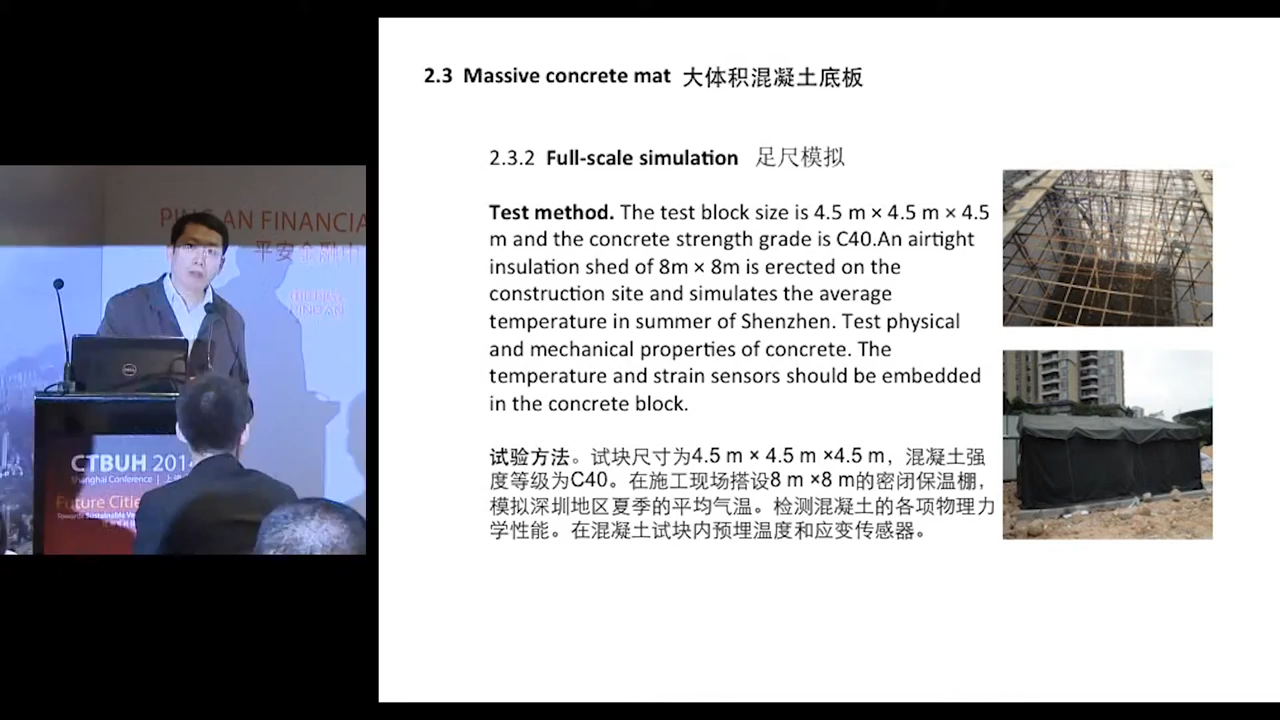 2.3 Massive concrete mat 大体积混凝土底板
2.3.2 Full-scale simulation 足尺模拟
Test method. The test block size is 4.5 m × 4.5 m × 4.5
m and the concrete strength grade is C40.An airtight
insulation shed of 8m × 8m is erected on the
construction site and simulates the average
temperature in summer of Shenzhen. Test physical
and mechanical properties of concrete. The
temperature and strain sensors should be embedded
in the concrete block.
试验方法。试块尺寸为4.5 m × 4.5 m ×4.5 m，混凝土强
度等级为C40。在施工现场搭设8 m ×8 m的密闭保温棚，
模拟深圳地区夏季的平均气温。检测混凝土的各项物理力
学性能。在混凝土试块内预埋温度和应变传感器。
PING AN FINANCIA
平安金融
PING AN
DELL
CTBUH 201
Shanghai Conference
Future Citie